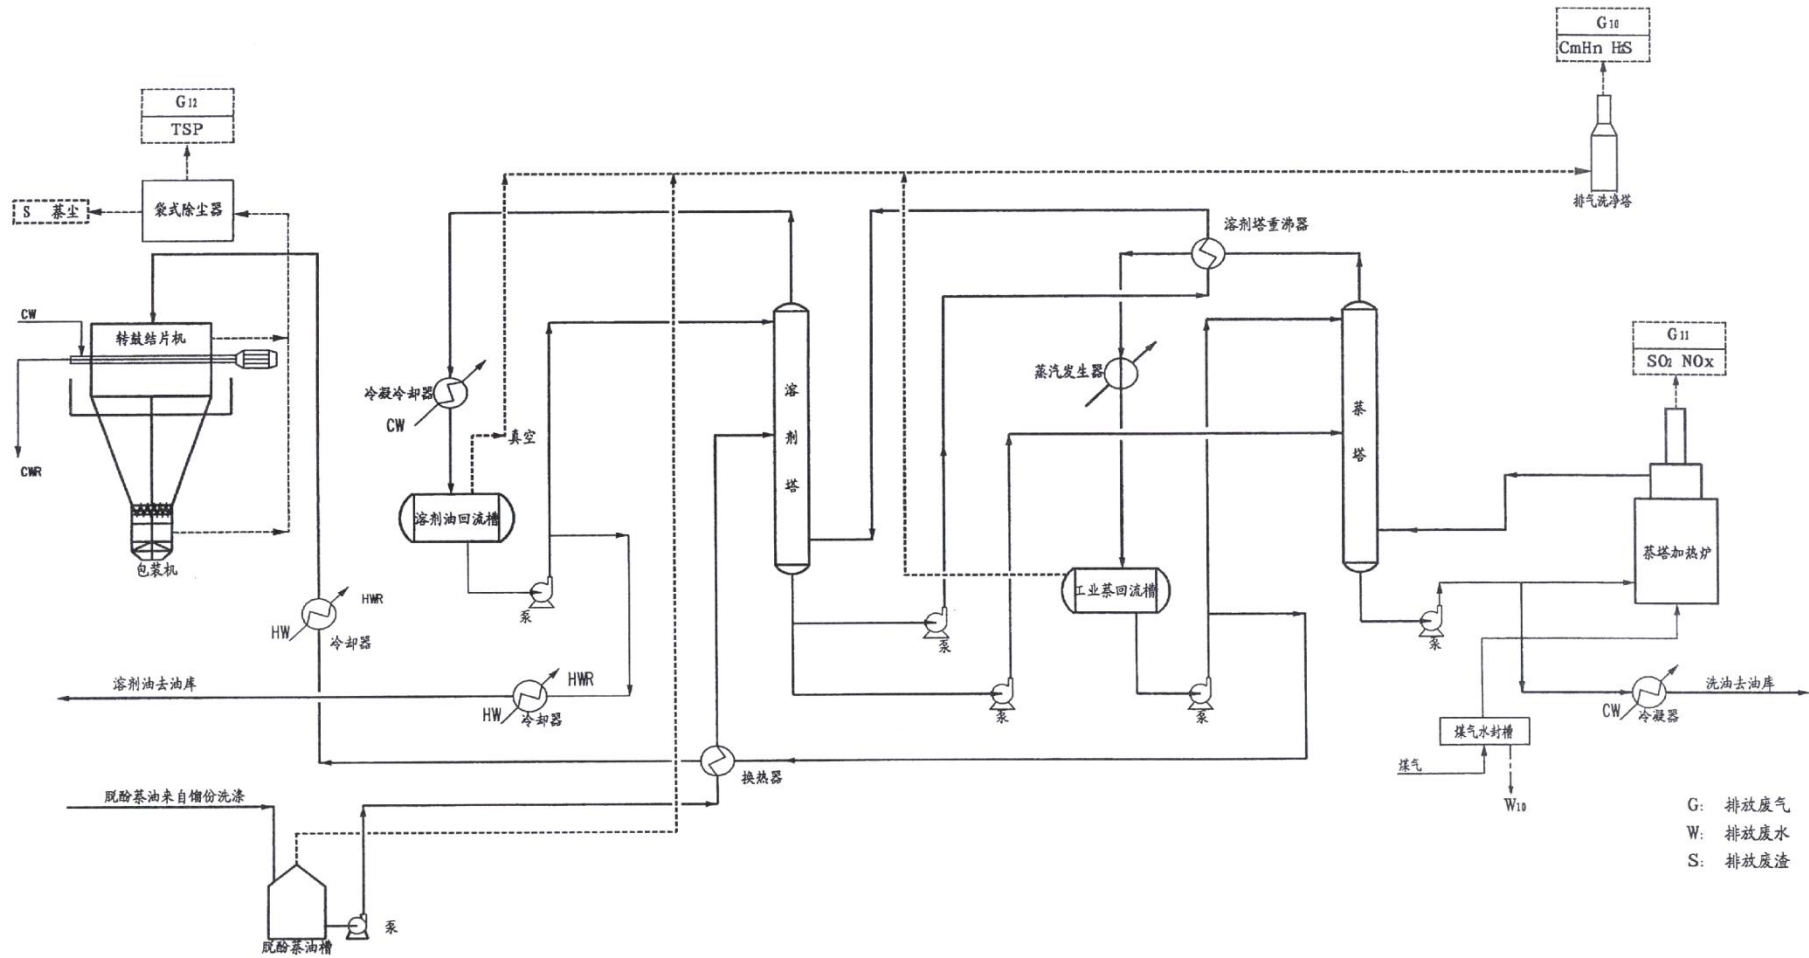 G10
CmHn H2S
G12
TSP
S 萘尘
袋式除尘器
排气洗净塔
溶剂塔重沸器
CW
转鼓结片机
G11
SO2 NOx
蒸汽发生器
冷凝冷却器
CW
溶剂塔
萘塔
真空
CWR
溶剂油回流槽
萘塔加热炉
包装机
工业萘回流槽
HWR
HW
冷却器
泵
泵
泵
溶剂油去油库
HWR
HW
冷却器
泵
泵
洗油去油库
CW
冷凝器
煤气水封槽
煤气
W10
换热器
脱酚萘油来自馏份洗涤
泵
脱酚萘油槽
G: 排放废气
W: 排放废水
S: 排放废渣